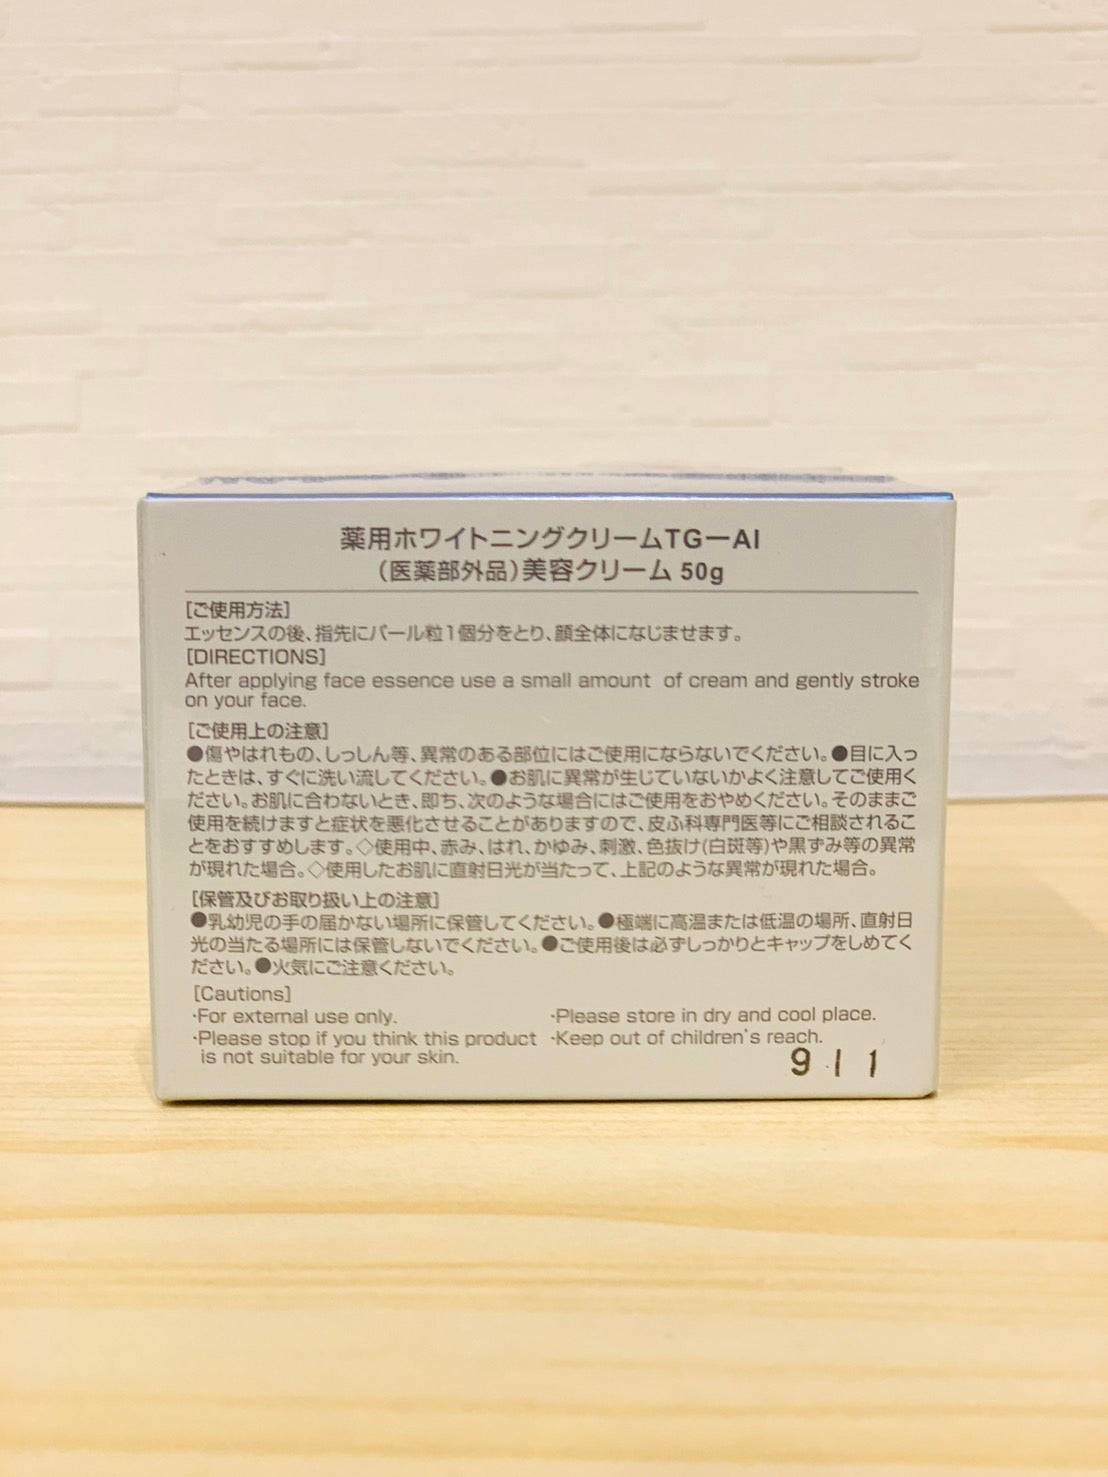 薬用ホワイトニングクリームTG—AI
（医薬部外品）美容クリーム 50g
[ご使用方法]
エッセンスの後、指先にパール粒1個分をとり、顔全体になじませます。
[DIRECTIONS]
After applying face essence use a small amount of cream and gently stroke
on your face.
[ご使用上の注意]
●傷やはれもの、しっしん等、異常のある部位にはご使用にならないでください。●目に入っ
たときは、すぐに洗い流してください。●お肌に異常が生じていないかよく注意してご使用く
ださい。お肌に合わないとき、即ち、次のような場合にはご使用をおやめください。そのままご
使用を続けますと症状を悪化させることがありますので、皮ふ科専門医等にご相談されるこ
とをおすすめします。◇使用中、赤み、はれ、かゆみ、刺激、色抜け(白斑等)や黒ずみ等の異常
が現れた場合。◇使用したお肌に直射日光が当たって、上記のような異常が現れた場合。
[保管及びお取り扱い上の注意]
●乳幼児の手の届かない場所に保管してください。●極端に高温または低温の場所、直射日
光の当たる場所には保管しないでください。●ご使用後は必ずしっかりとキャップをしめてく
ださい。●火気にご注意ください。
[Cautions]
·For external use only.
·Please stop if you think this product
is not suitable for your skin.
·Please store in dry and cool place.
·Keep out of children's reach.
911